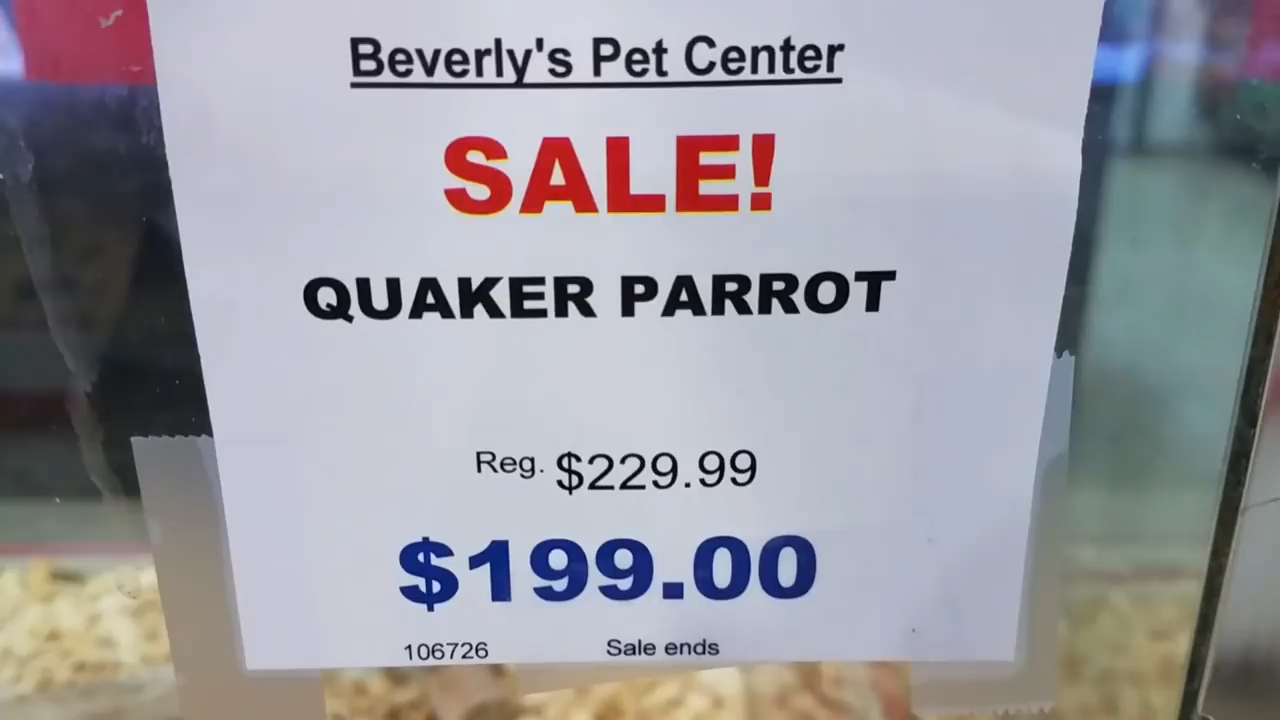 Beverly's Pet Center
SALE!
QUAKER PARROT
Reg. $229.99
$199.00
106726 Sale ends